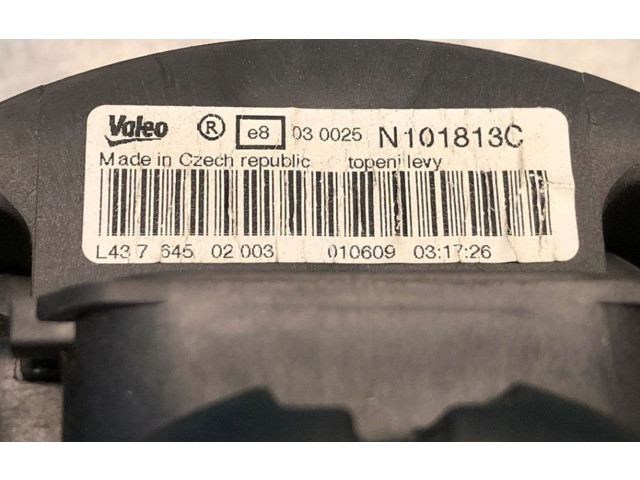 Valeo ® e8 03 0025 N101813C
Made in Czech republic topeni levy
L43 7 645 02 003 010609 03:17:26